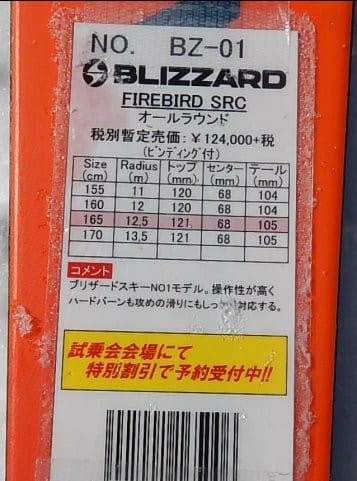 NO. BZ-01
BLIZZARD
FIREBIRD SRC
オールラウンド
税別暫定売価：￥124,000+税
(ビンディング付)
Size (cm) Radius (m) トップ (mm) センター (mm) テール (mm)
155 11 120 68 104
160 12 120 68 104
165 12.5 121 68 105
170 13.5 121 68 105
コメント
ブリザードスキーNO1モデル。操作性が高く
ハードバーンも攻めの滑りにもしっかり対応する。
試乗会会場にて
特別割引で予約受付中!!